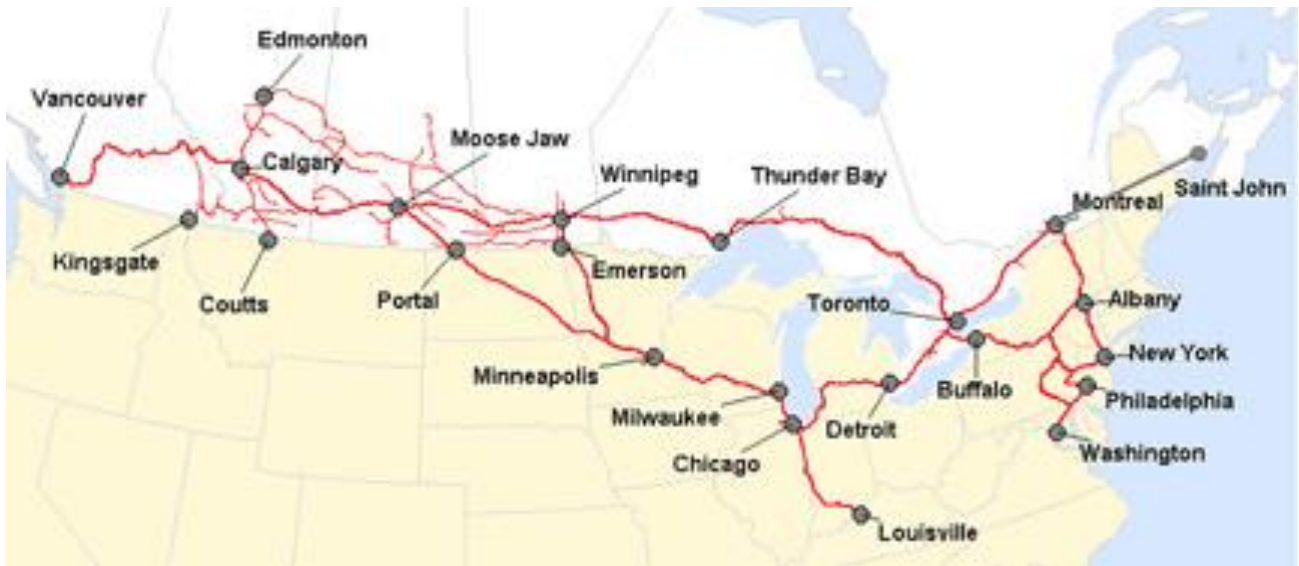 Edmonton
Vancouver
Moose Jaw
Calgary
Winnipeg
Thunder Bay
Saint John
Montreal
Kingsgate
Emerson
Coutts
Portal
Toronto
Albany
New York
Minneapolis
Buffalo
Philadelphia
Milwaukee
Detroit
Washington
Chicago
Louisville